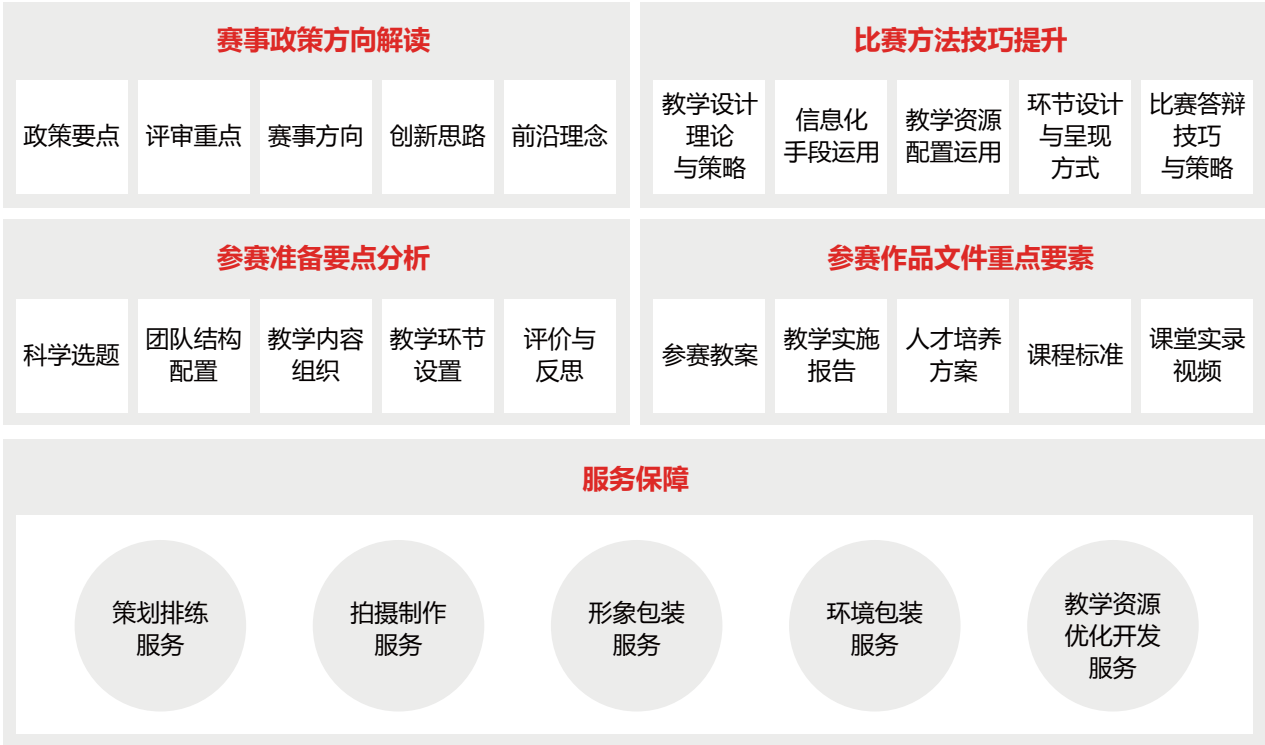 赛事政策方向解读
政策要点
评审重点
赛事方向
创新思路
前沿理念
比赛方法技巧提升
教学设计
理论
与策略
信息化
手段运用
教学资源
配置运用
环节设计
与呈现
方式
比赛答辩
技巧
与策略
参赛准备要点分析
科学选题
团队结构
配置
教学内容
组织
教学环节
设置
评价与
反思
参赛作品文件重点要素
参赛教案
教学实施
报告
人才培养
方案
课程标准
课堂实录
视频
服务保障
策划排练
服务
拍摄制作
服务
形象包装
服务
环境包装
服务
教学资源
优化开发
服务